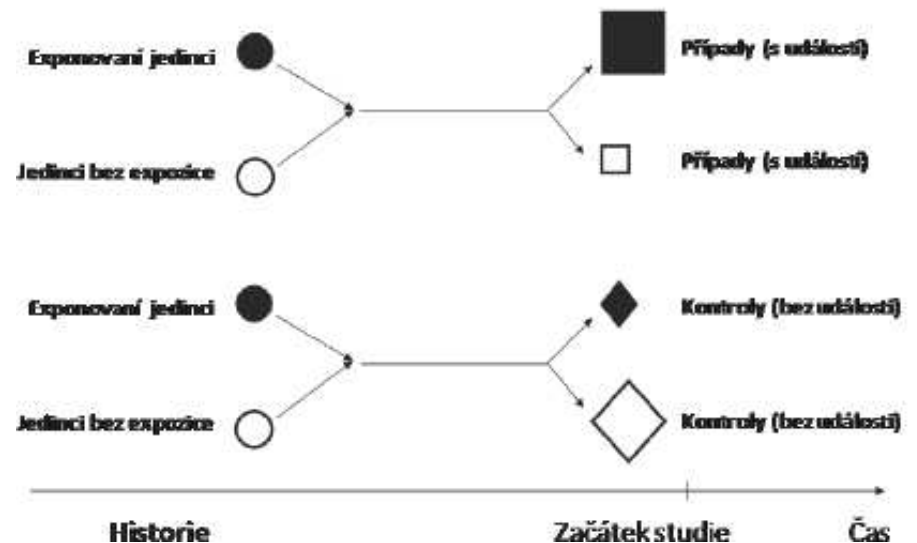 Exponovaní jedinci
Případy (s událostí)
Jedinci bez expozice
Případy (s událostí)
Exponovaní jedinci
Kontroly (bez události)
Jedinci bez expozice
Kontroly (bez události)
Historie
Začátek studie
Čas